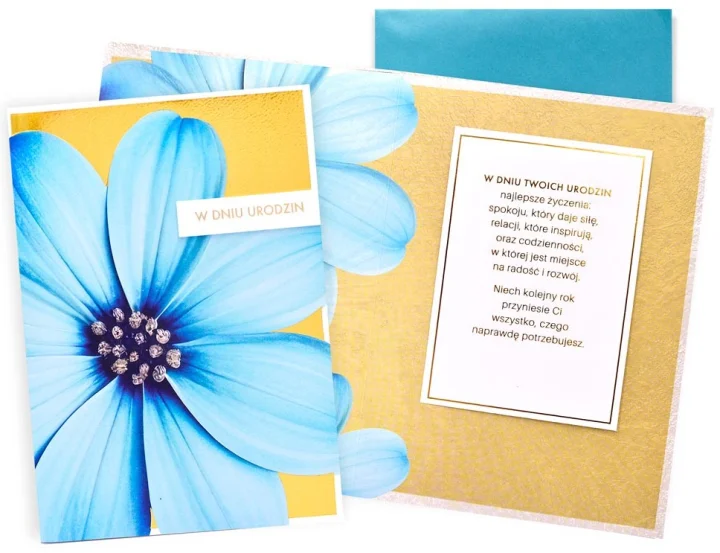 W DNIU URODZIN
W DNIU TWOICH URODZIN
najlepsze życzenia:
spokoju, który daje siłę,
relacji, które inspirują,
oraz codzienności,
w której jest miejsce
na radość i rozwój.
Niech kolejny rok
przyniesie Ci
wszystko, czego
naprawdę potrzebujesz.